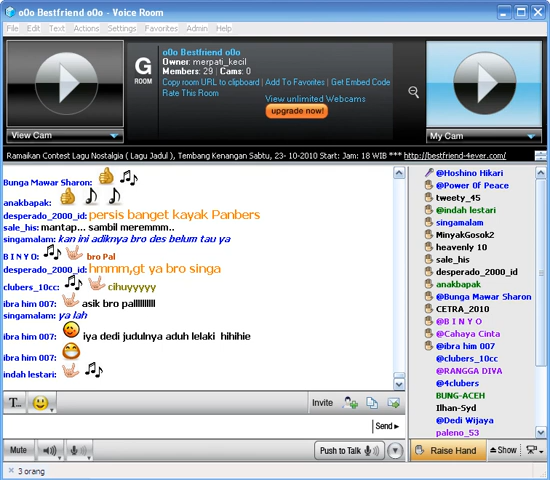 o0o Bestfriend o0o - Voice Room
File Edit Text Actions Settings Favorites Admin Help
G
ROOM
o0o Bestfriend o0o
Owner: merpati_kecil
Members: 29 | Cams: 0
Copy room URL to clipboard | Add To Favorites | Get Embed Code
Rate This Room
View unlimited Webcams
upgrade now!
View Cam
My Cam
Ramaikan Contest Lagu Nostalgia ( Lagu Jadul ), Tembang Kenangan Sabtu, 23- 10-2010 Start: Jam: 18 WIB *** http://bestfriend-4ever.com/
Bunga Mawar Sharon:
anakbapak:
desperado_2000_id: persis banget kayak Panbers
sale_his: mantap... sambil meremmm..
singamalam: kan ini adiknya bro des belum tau ya
B I N Y O: bro Pal
desperado_2000_id: hmmm,gt ya bro singa
clubers_10cc: cihuyyyyy
ibra him 007: asik bro palllllllllll
singamalam: ya lah
ibra him 007: iya dedi judulnya aduh lelaki hihihie
ibra him 007:
indah lestari:
@Hoshino Hikari
@Power 0f Peace
tweety_45
@indah lestari
singamalam
MinyakGosok2
heavenly 10
sale_his
desperado_2000_id
anakbapak
@Bunga Mawar Sharon
CETRA_2010
@B I N Y O
@Cahaya Cinta
@ibra him 007
@clubers_10cc
@RANGGA DIVA
@4clubers
BUNG-ACEH
Ilhan-Syd
@Dedi Wijaya
paleno_53
T...
Invite
Send
Mute
Push to Talk
Raise Hand
Show
3 orang